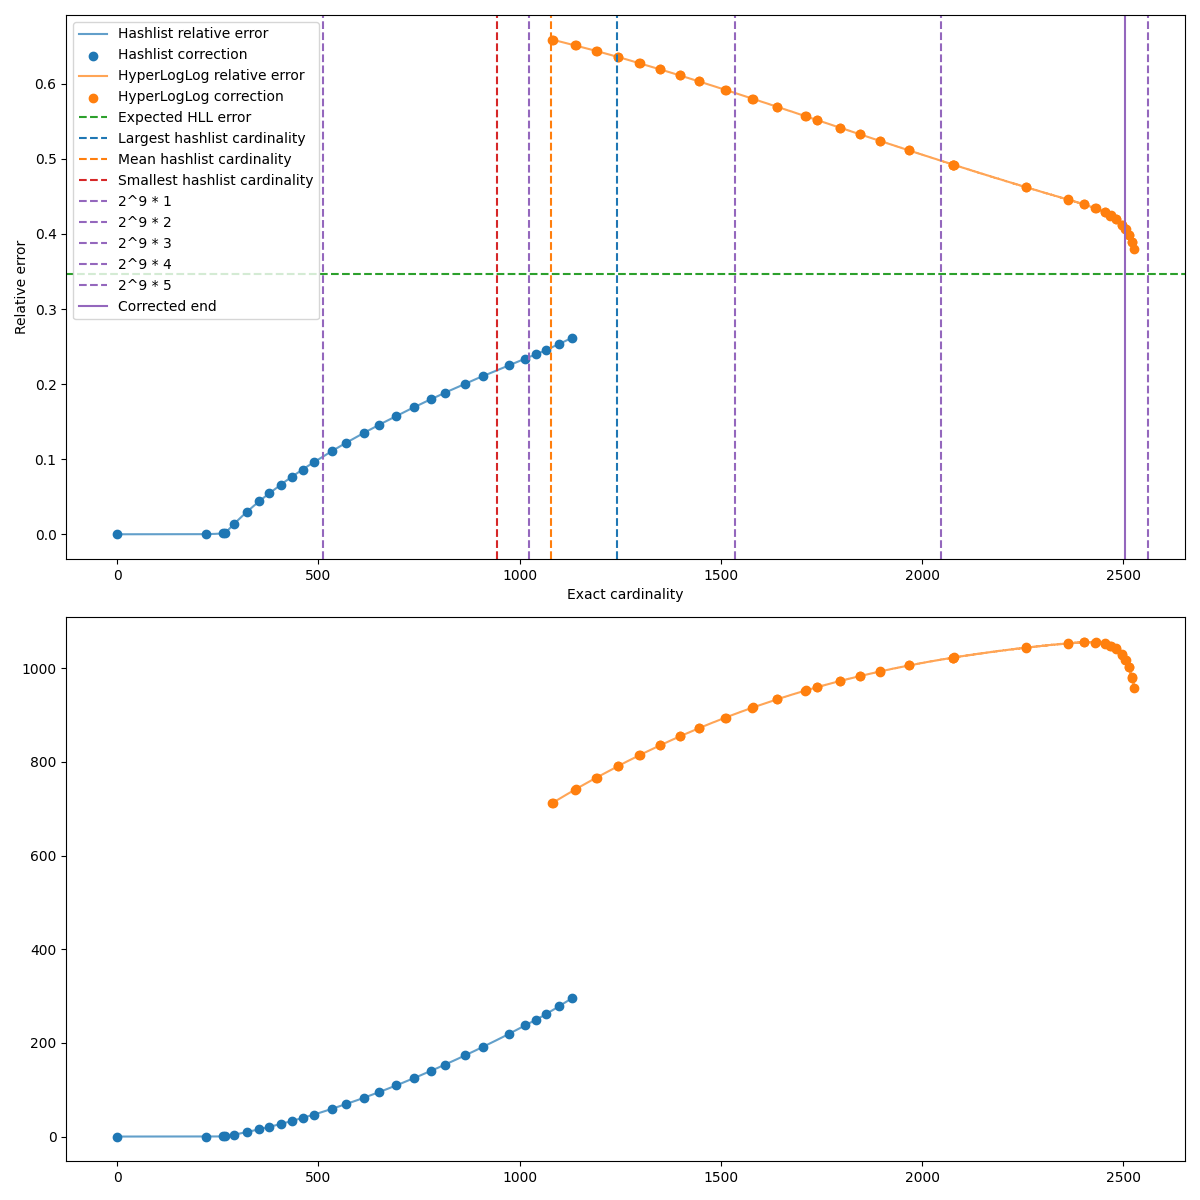 Hashlist relative error
Hashlist correction
HyperLogLog relative error
HyperLogLog correction
Expected HLL error
Largest hashlist cardinality
Mean hashlist cardinality
Smallest hashlist cardinality
2^9 * 1
2^9 * 2
2^9 * 3
2^9 * 4
2^9 * 5
Corrected end
Relative error
0.6
0.5
0.4
0.3
0.2
0.1
0.0
0 500 1000 1500 2000 2500
Exact cardinality
1000
800
600
400
200
0
0 500 1000 1500 2000 2500